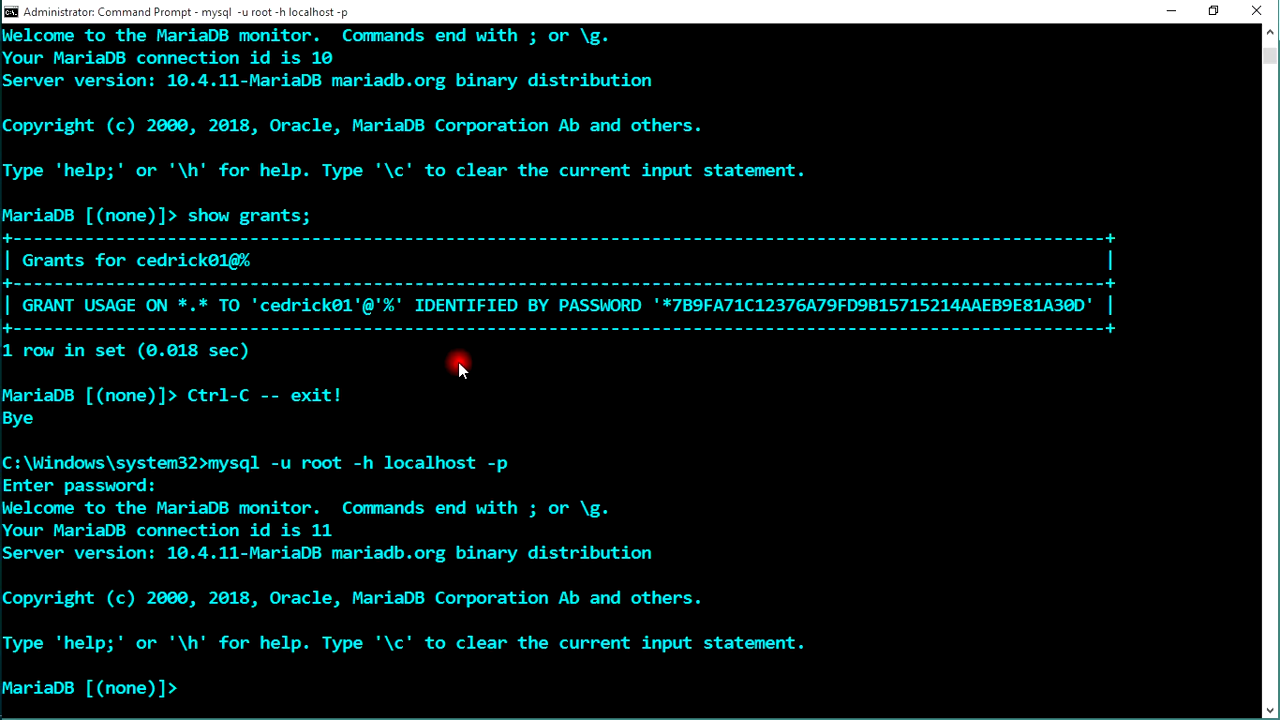 Administrator: Command Prompt - mysql -u root -h localhost -p
Welcome to the MariaDB monitor.  Commands end with ; or \g.
Your MariaDB connection id is 10
Server version: 10.4.11-MariaDB mariadb.org binary distribution
Copyright (c) 2000, 2018, Oracle, MariaDB Corporation Ab and others.
Type 'help;' or '\h' for help. Type '\c' to clear the current input statement.
MariaDB [(none)]> show grants;
+----------------------------------------------------------------------------------------------------------+
| Grants for cedrick01@%                                                                                   |
+----------------------------------------------------------------------------------------------------------+
| GRANT USAGE ON *.* TO 'cedrick01'@'%' IDENTIFIED BY PASSWORD '*7B9FA71C12376A79FD9B15715214AAEB9E81A30D' |
+----------------------------------------------------------------------------------------------------------+
1 row in set (0.018 sec)
MariaDB [(none)]> Ctrl-C -- exit!
Bye
C:\Windows\system32>mysql -u root -h localhost -p
Enter password:
Welcome to the MariaDB monitor.  Commands end with ; or \g.
Your MariaDB connection id is 11
Server version: 10.4.11-MariaDB mariadb.org binary distribution
Copyright (c) 2000, 2018, Oracle, MariaDB Corporation Ab and others.
Type 'help;' or '\h' for help. Type '\c' to clear the current input statement.
MariaDB [(none)]>